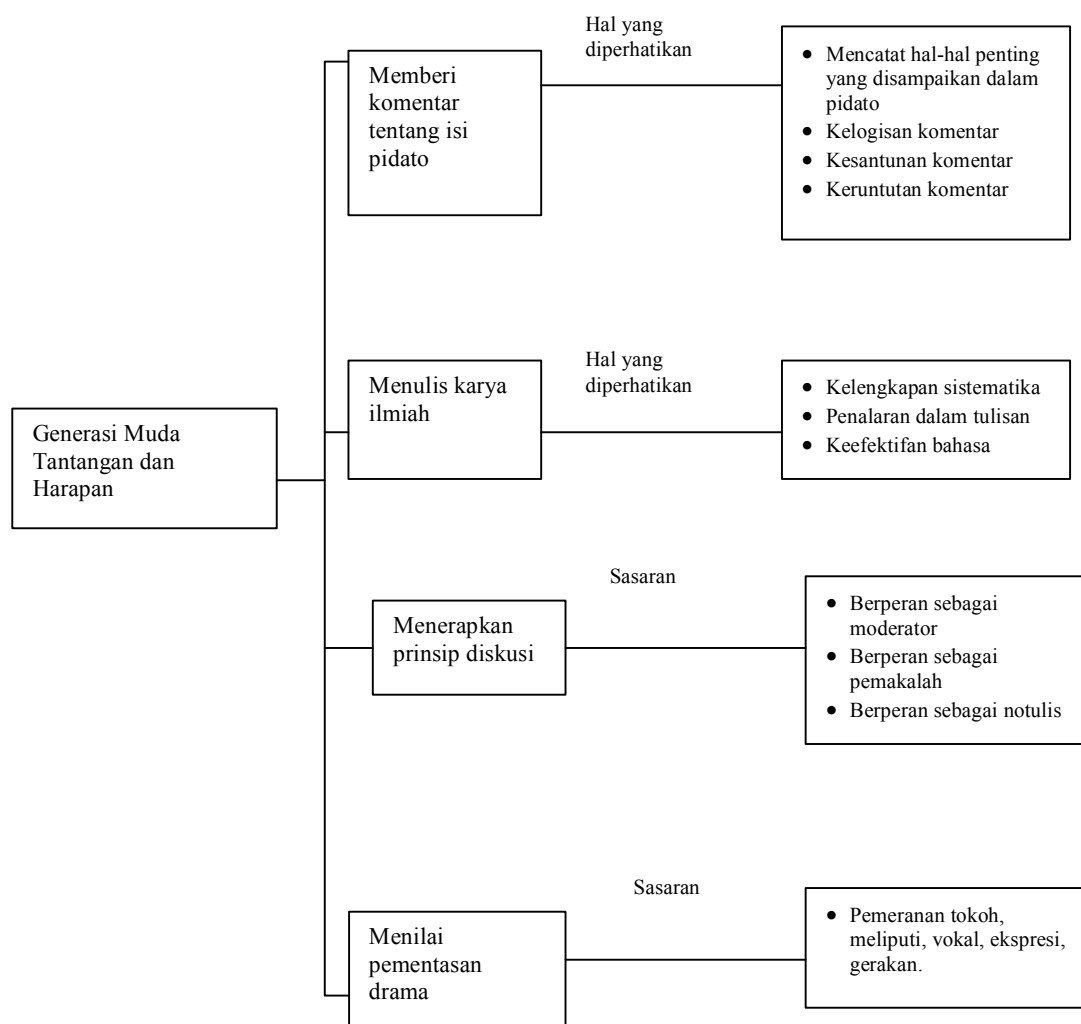 Hal yang
diperhatikan
Memberi
komentar
tentang isi
pidato
• Mencatat hal-hal penting
yang disampaikan dalam
pidato
• Kelogisan komentar
• Kesantunan komentar
• Keruntutan komentar
Hal yang
diperhatikan
Menulis karya
ilmiah
• Kelengkapan sistematika
• Penalaran dalam tulisan
• Keefektifan bahasa
Generasi Muda
Tantangan dan
Harapan
Sasaran
Menerapkan
prinsip diskusi
• Berperan sebagai
moderator
• Berperan sebagai
pemakalah
• Berperan sebagai notulis
Sasaran
Menilai
pementasan
drama
• Pemeranan tokoh,
meliputi, vokal, ekspresi,
gerakan.